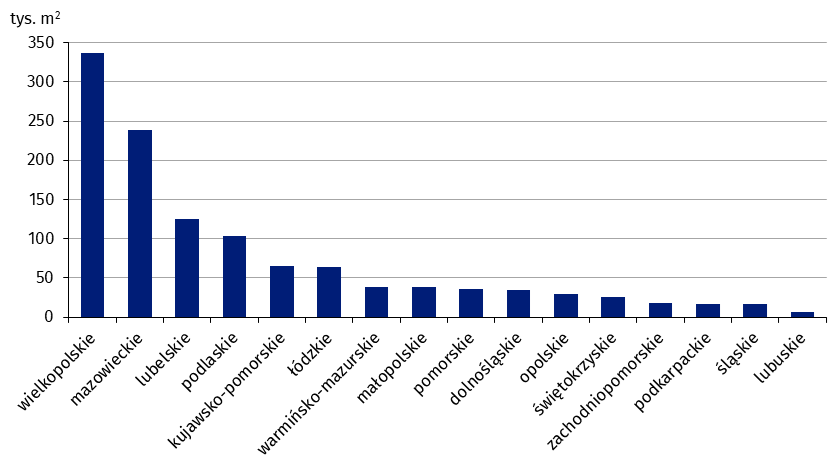 tys. m²
350
300
250
200
150
100
50
0
wielkopolskie
mazowieckie
lubelskie
podlaskie
kujawsko-pomorskie
łódzkie
warmińsko-mazurskie
małopolskie
pomorskie
dolnośląskie
opolskie
świętokrzyskie
zachodniopomorskie
podkarpackie
śląskie
lubuskie